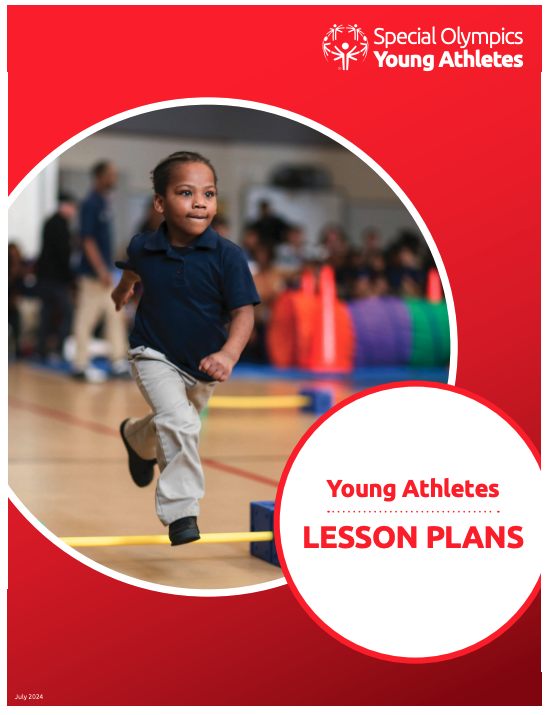 Special Olympics
Young Athletes
Young Athletes
LESSON PLANS
July 2024